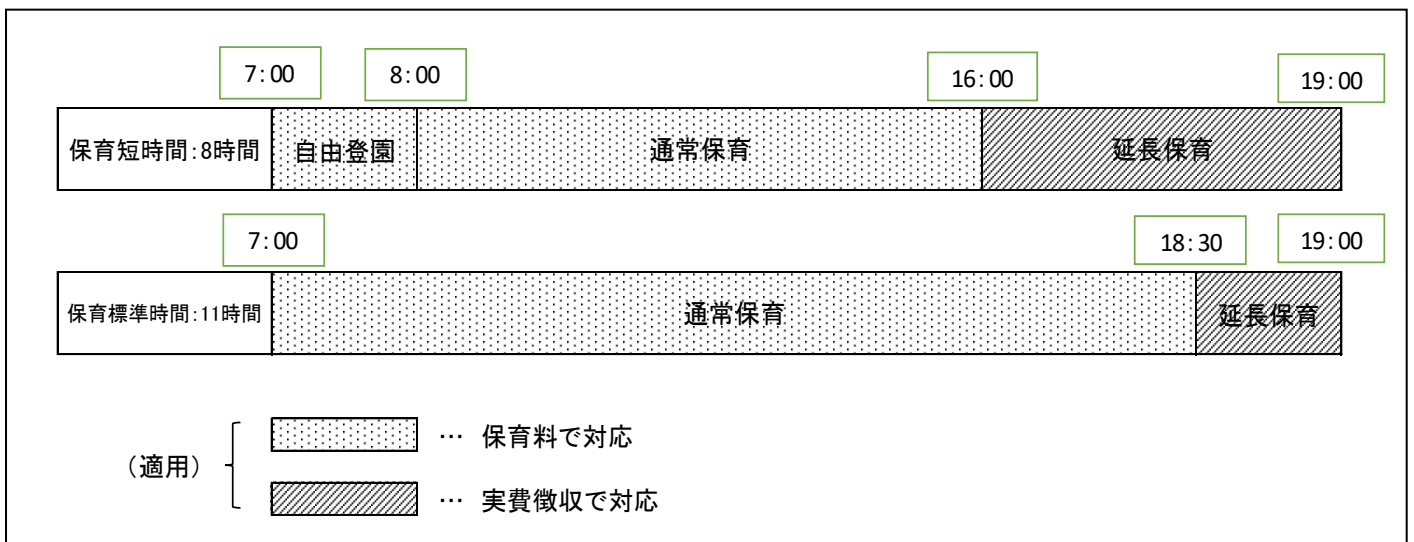 7:00 8:00 16:00 19:00
保育短時間:8時間 自由登園 通常保育 延長保育
7:00 18:30 19:00
保育標準時間:11時間 通常保育 延長保育
… 保育料で対応
(適用)
… 実費徴収で対応